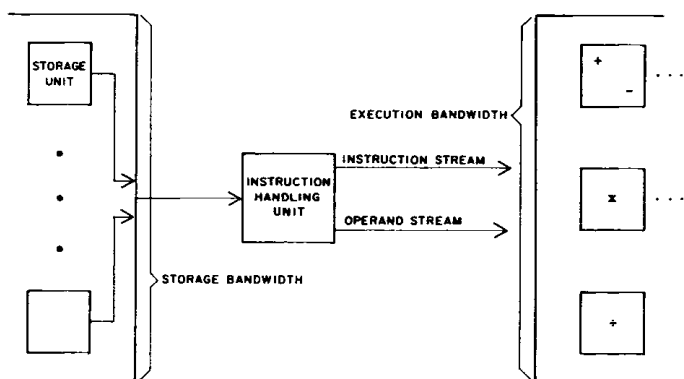 STORAGE
UNIT
STORAGE BANDWIDTH
INSTRUCTION
HANDLING
UNIT
EXECUTION BANDWIDTH
INSTRUCTION STREAM
OPERAND STREAM
+
-
x
÷